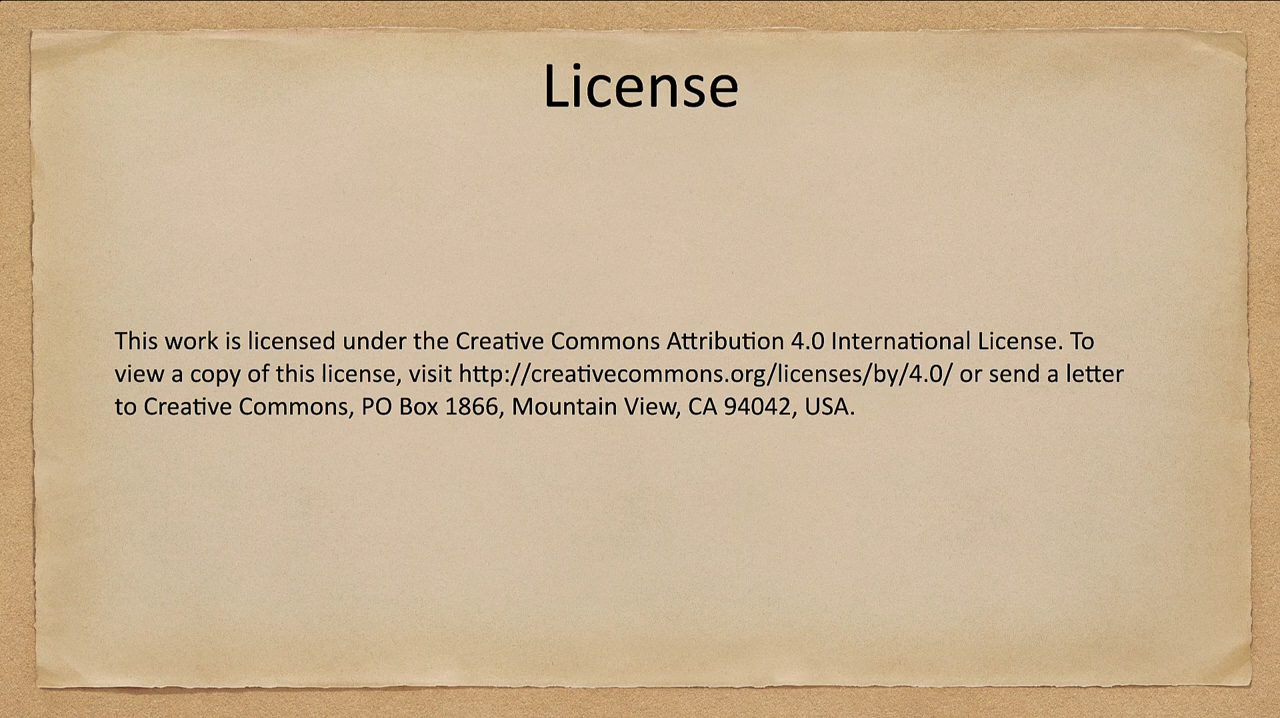 License
This work is licensed under the Creative Commons Attribution 4.0 International License. To
view a copy of this license, visit http://creativecommons.org/licenses/by/4.0/ or send a letter
to Creative Commons, PO Box 1866, Mountain View, CA 94042, USA.